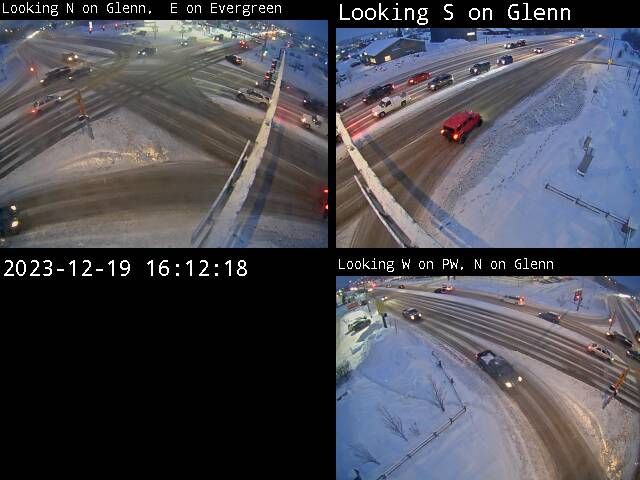 Looking N on Glenn,  E on Evergreen
Looking S on Glenn
2023-12-19 16:12:18
Looking W on PW, N on Glenn